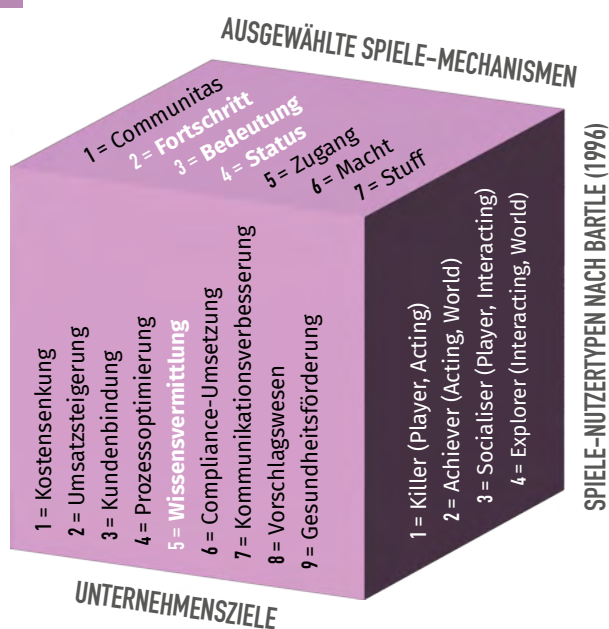 AUSGEWÄHLTE SPIELE-MECHANISMEN
1 = Communitas
2 = Fortschritt
3 = Bedeutung
4 = Status
5 = Zugang
6 = Macht
7 = Stuff
1 = Kostensenkung
2 = Umsatzsteigerung
3 = Kundenbindung
4 = Prozessoptimierung
5 = Wissensvermittlung
6 = Compliance-Umsetzung
7 = Kommunikationsverbesserung
8 = Vorschlagswesen
9 = Gesundheitsförderung
UNTERNEHMENSZIELE
1 = Killer (Player, Acting)
2 = Achiever (Acting, World)
3 = Socialiser (Player, Interacting)
4 = Explorer (Interacting, World)
SPIELE-NUTZERTYPEN NACH BARTLE (1996)